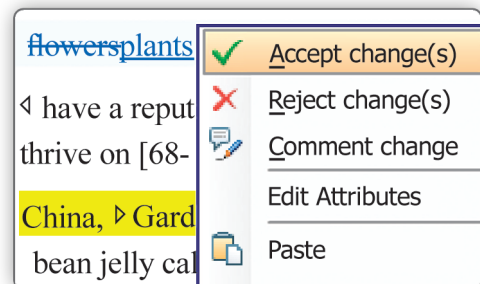 flowersplants
have a reput
thrive on [68-
China, Gard
bean jelly cal
Accept change(s)
Reject change(s)
Comment change
Edit Attributes
Paste